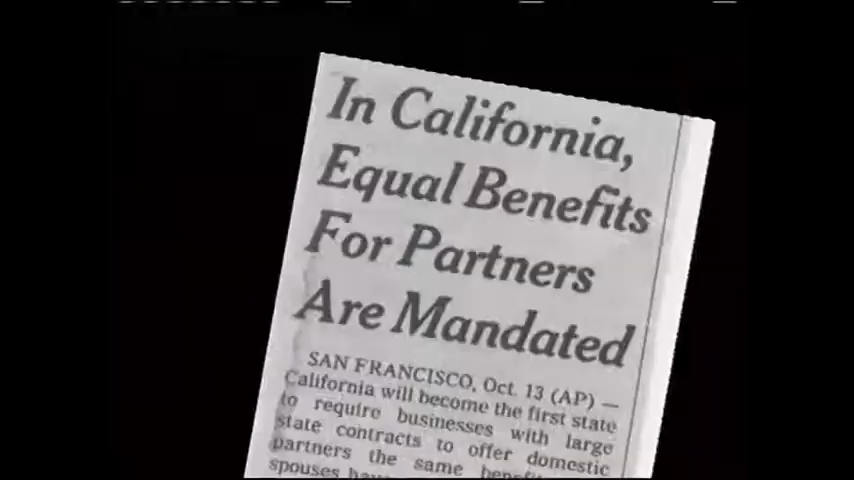 In California,
Equal Benefits
For Partners
Are Mandated
SAN FRANCISCO, Oct. 13 (AP) —
California will become the first state
to require businesses with large
state contracts to offer domestic
partners the same
spouses